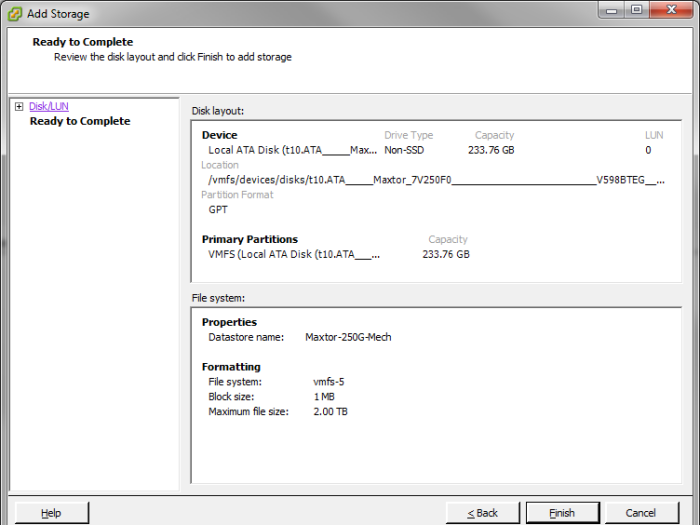 Add Storage
Ready to Complete
Review the disk layout and click Finish to add storage
Disk/LUN
Ready to Complete
Disk layout:
Device Drive Type Capacity LUN
Local ATA Disk (t10.ATA_____Max... Non-SSD 233.76 GB 0
Location
/vmfs/devices/disks/t10.ATA_____Maxtor_7V250F0__________________________V598BTEG__...
Partition Format
GPT
Primary Partitions Capacity
VMFS (Local ATA Disk (t10.ATA___... 233.76 GB
File system:
Properties
Datastore name: Maxtor-250G-Mech
Formatting
File system: vmfs-5
Block size: 1 MB
Maximum file size: 2.00 TB
Help < Back Finish Cancel